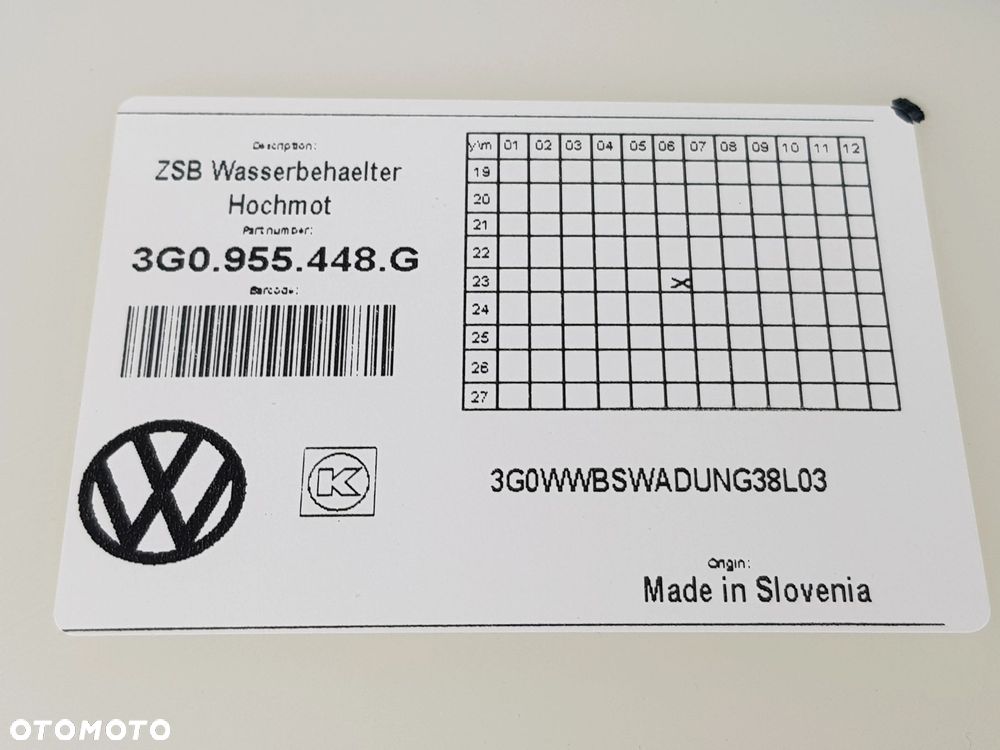 Description:
ZSB Wasserbehaelter
Hochmot
Part number:
3G0.955.448.G
Barcode:
y\m 01 02 03 04 05 06 07 08 09 10 11 12
19
20
21
22
23 X
24
25
26
27
K
3G0WWBSWADUNG38L03
Origin:
Made in Slovenia
OTOMOTO